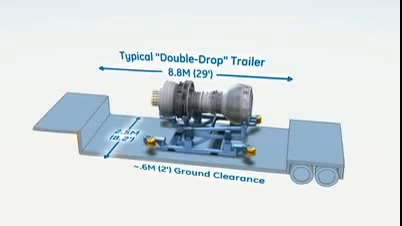 Typical "Double-Drop" Trailer
8.8M (29')
2.5M
(8.2')
~.6M (2') Ground Clearance